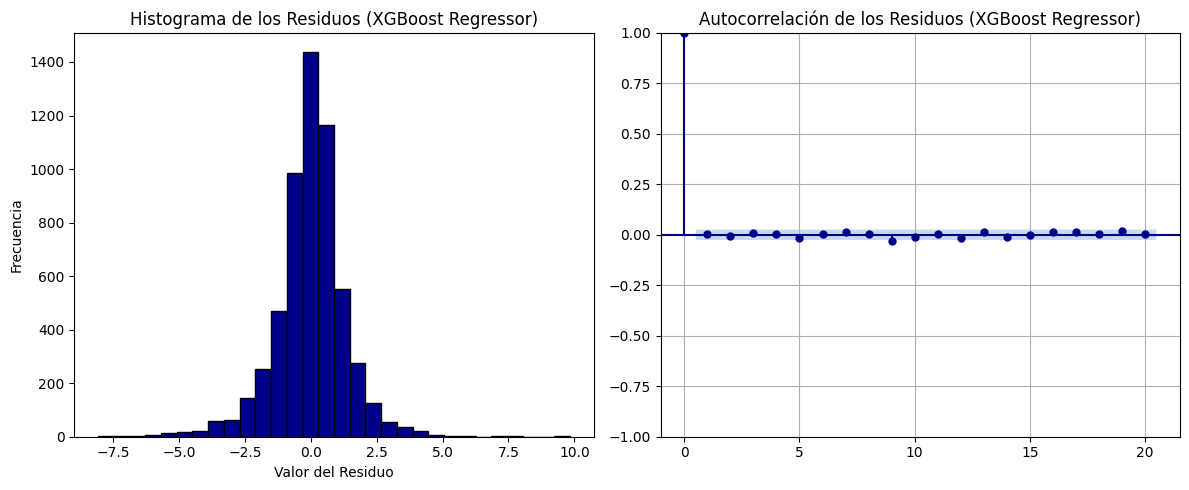 Histograma de los Residuos (XGBoost Regressor)
Frecuencia
1400
1200
1000
800
600
400
200
0
−7.5 −5.0 −2.5 0.0 2.5 5.0 7.5 10.0
Valor del Residuo
Autocorrelación de los Residuos (XGBoost Regressor)
1.00
0.75
0.50
0.25
0.00
−0.25
−0.50
−0.75
−1.00
0 5 10 15 20